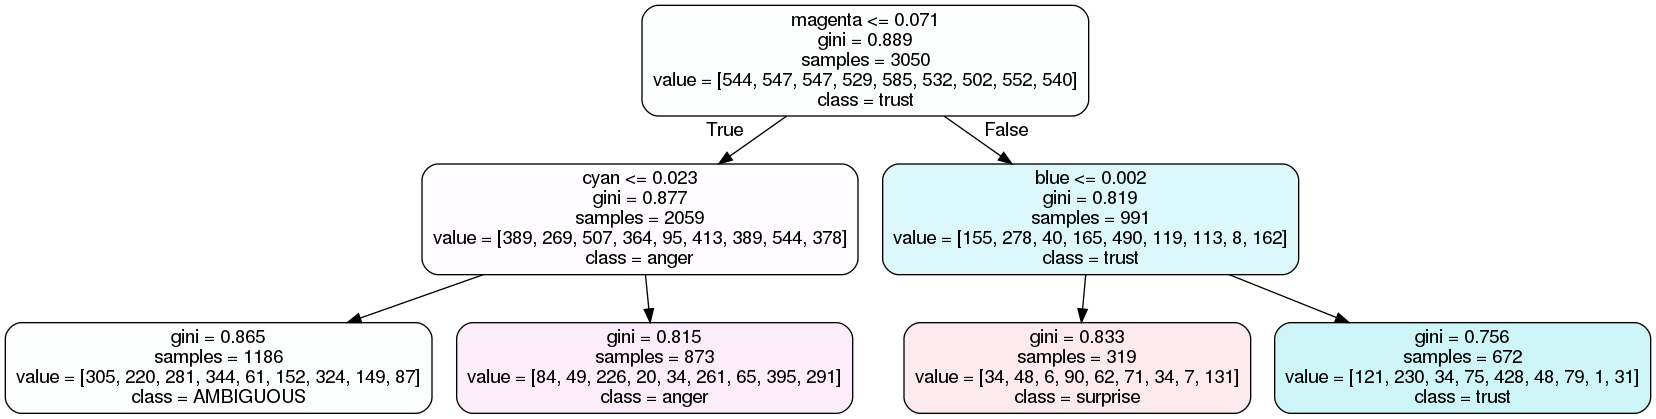 magenta <= 0.071
gini = 0.889
samples = 3050
value = [544, 547, 547, 529, 585, 532, 502, 552, 540]
class = trust
True
False
cyan <= 0.023
gini = 0.877
samples = 2059
value = [389, 269, 507, 364, 95, 413, 389, 544, 378]
class = anger
blue <= 0.002
gini = 0.819
samples = 991
value = [155, 278, 40, 165, 490, 119, 113, 8, 162]
class = trust
gini = 0.865
samples = 1186
value = [305, 220, 281, 344, 61, 152, 324, 149, 87]
class = AMBIGUOUS
gini = 0.815
samples = 873
value = [84, 49, 226, 20, 34, 261, 65, 395, 291]
class = anger
gini = 0.833
samples = 319
value = [34, 48, 6, 90, 62, 71, 34, 7, 131]
class = surprise
gini = 0.756
samples = 672
value = [121, 230, 34, 75, 428, 48, 79, 1, 31]
class = trust